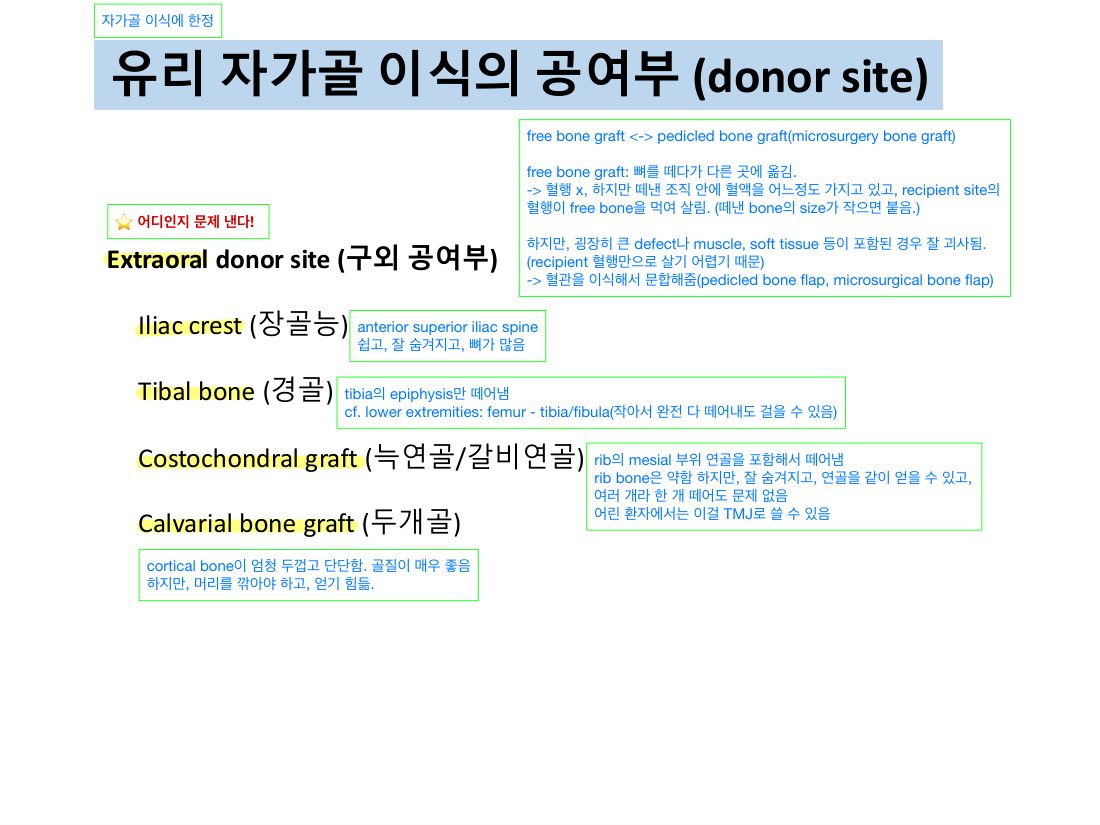 자가골 이식에 한정
유리 자가골 이식의 공여부 (donor site)
free bone graft <-> pedicled bone graft(microsurgery bone graft)
free bone graft: 뼈를 떼다가 다른 곳에 옮김.
-> 혈행 x, 하지만 떼낸 조직 안에 혈액을 어느정도 가지고 있고, recipient site의
혈행이 free bone을 먹여 살림. (떼낸 bone의 size가 작으면 붙음.)
하지만, 굉장히 큰 defect나 muscle, soft tissue 등이 포함된 경우 잘 괴사됨.
(recipient 혈행만으로 살기 어렵기 때문)
-> 혈관을 이식해서 문합해줌(pedicled bone flap, microsurgical bone flap)
⭐ 어디인지 문제 낸다!
Extraoral donor site (구외 공여부)
Iliac crest (장골능)
anterior superior iliac spine
쉽고, 잘 숨겨지고, 뼈가 많음
Tibal bone (경골)
tibia의 epiphysis만 떼어냄
cf. lower extremities: femur - tibia/fibula(작아서 완전 다 떼어내도 걸을 수 있음)
Costochondral graft (늑연골/갈비연골)
rib의 mesial 부위 연골을 포함해서 떼어냄
rib bone은 약함 하지만, 잘 숨겨지고, 연골을 같이 얻을 수 있고,
여러 개라 한 개 떼어도 문제 없음
어린 환자에서는 이걸 TMJ로 쓸 수 있음
Calvarial bone graft (두개골)
cortical bone이 엄청 두껍고 단단함. 골질이 매우 좋음
하지만, 머리를 깎아야 하고, 얻기 힘듦.